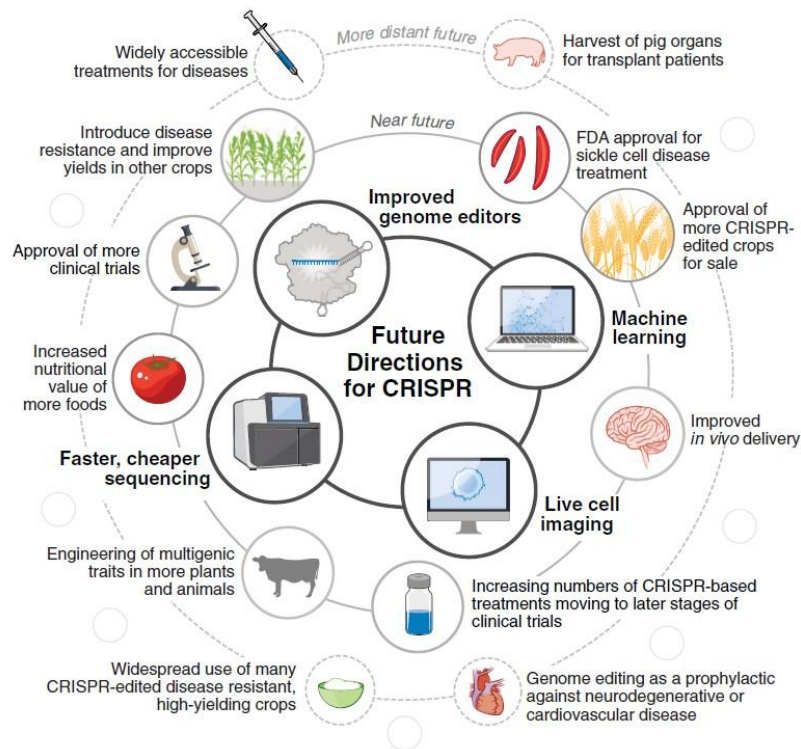 More distant future
Widely accessible
treatments for diseases
Harvest of pig organs
for transplant patients
Near future
Introduce disease
resistance and improve
yields in other crops
FDA approval for
sickle cell disease
treatment
Improved
genome editors
Approval of
more CRISPR-
edited crops
for sale
Approval of more
clinical trials
Future
Directions
for CRISPR
Machine
learning
Increased
nutritional
value of
more foods
Improved
in vivo delivery
Faster, cheaper
sequencing
Live cell
imaging
Engineering of multigenic
traits in more plants
and animals
Increasing numbers of CRISPR-based
treatments moving to later stages of
clinical trials
Widespread use of many
CRISPR-edited disease resistant,
high-yielding crops
Genome editing as a prophylactic
against neurodegenerative or
cardiovascular disease